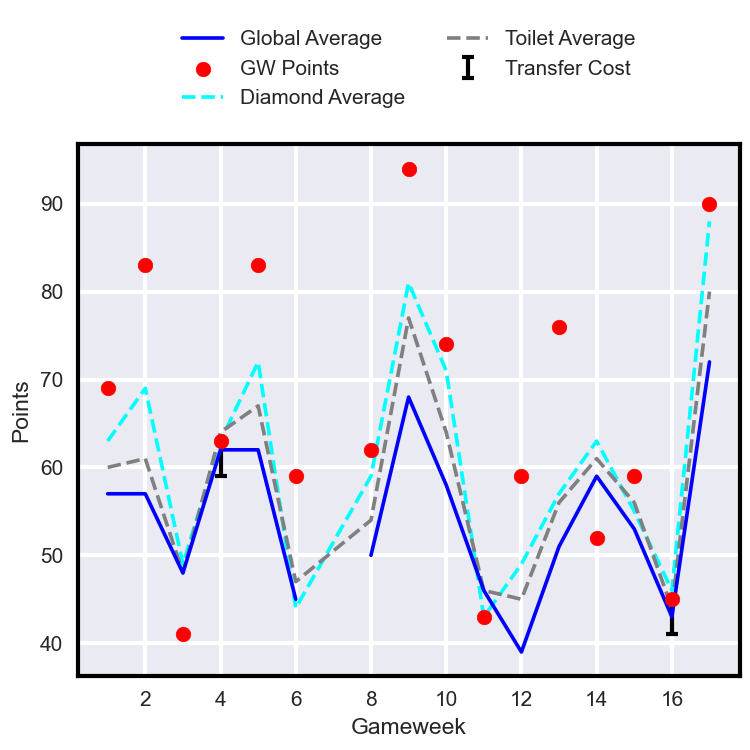 Global Average
GW Points
Diamond Average
Toilet Average
Transfer Cost
90
80
70
60
50
40
Points
2 4 6 8 10 12 14 16
Gameweek